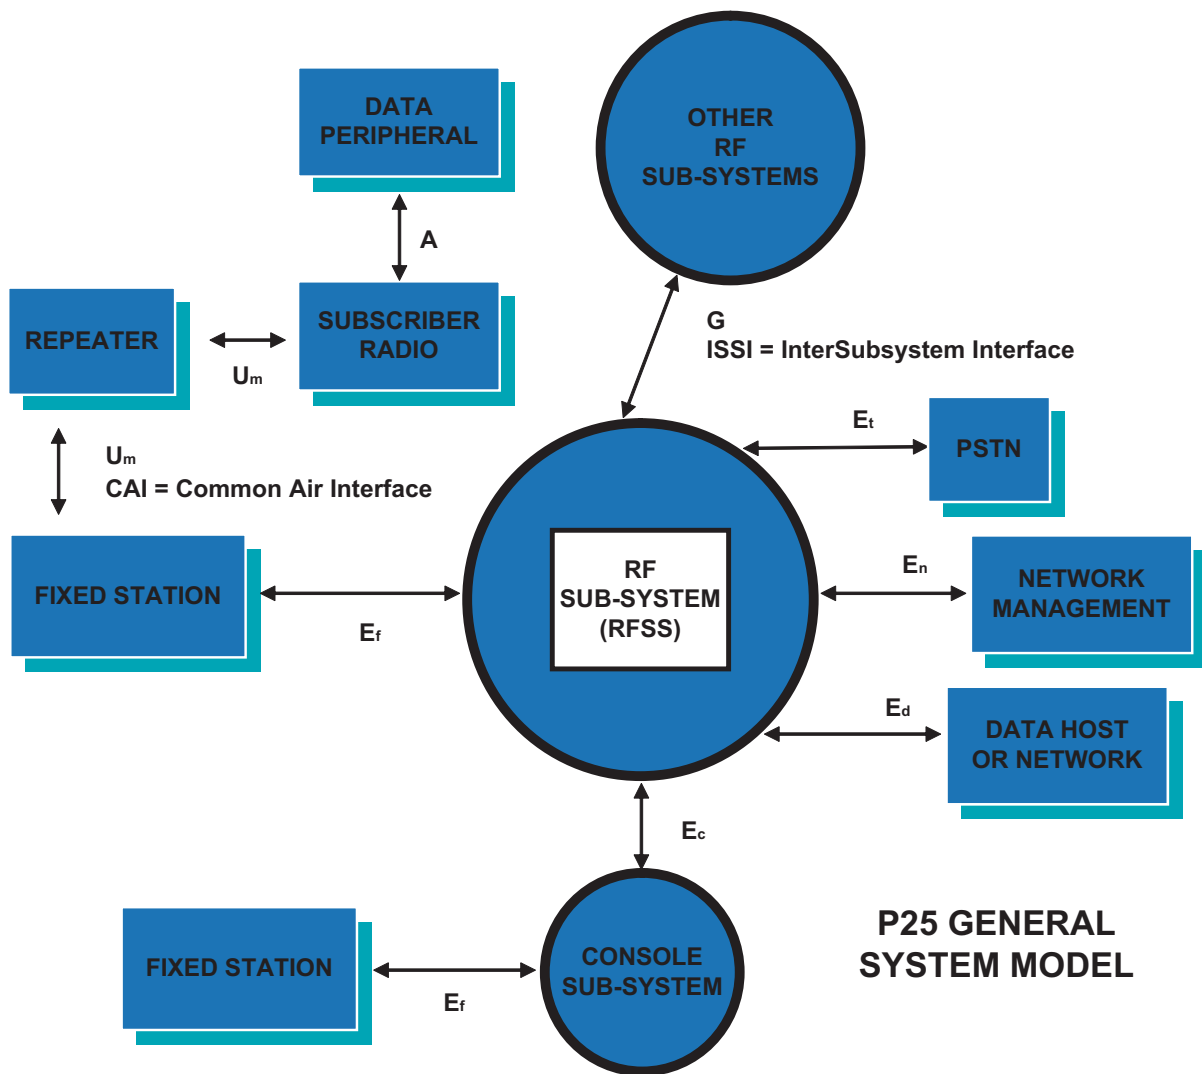 DATA
PERIPHERAL
OTHER
RF
SUB-SYSTEMS
A
REPEATER
SUBSCRIBER
RADIO
Um
G
ISSI = InterSubsystem Interface
Um
CAI = Common Air Interface
Et
PSTN
FIXED STATION
Ef
RF
SUB-SYSTEM
(RFSS)
En
NETWORK
MANAGEMENT
Ed
DATA HOST
OR NETWORK
Ec
FIXED STATION
Ef
CONSOLE
SUB-SYSTEM
P25 GENERAL
SYSTEM MODEL